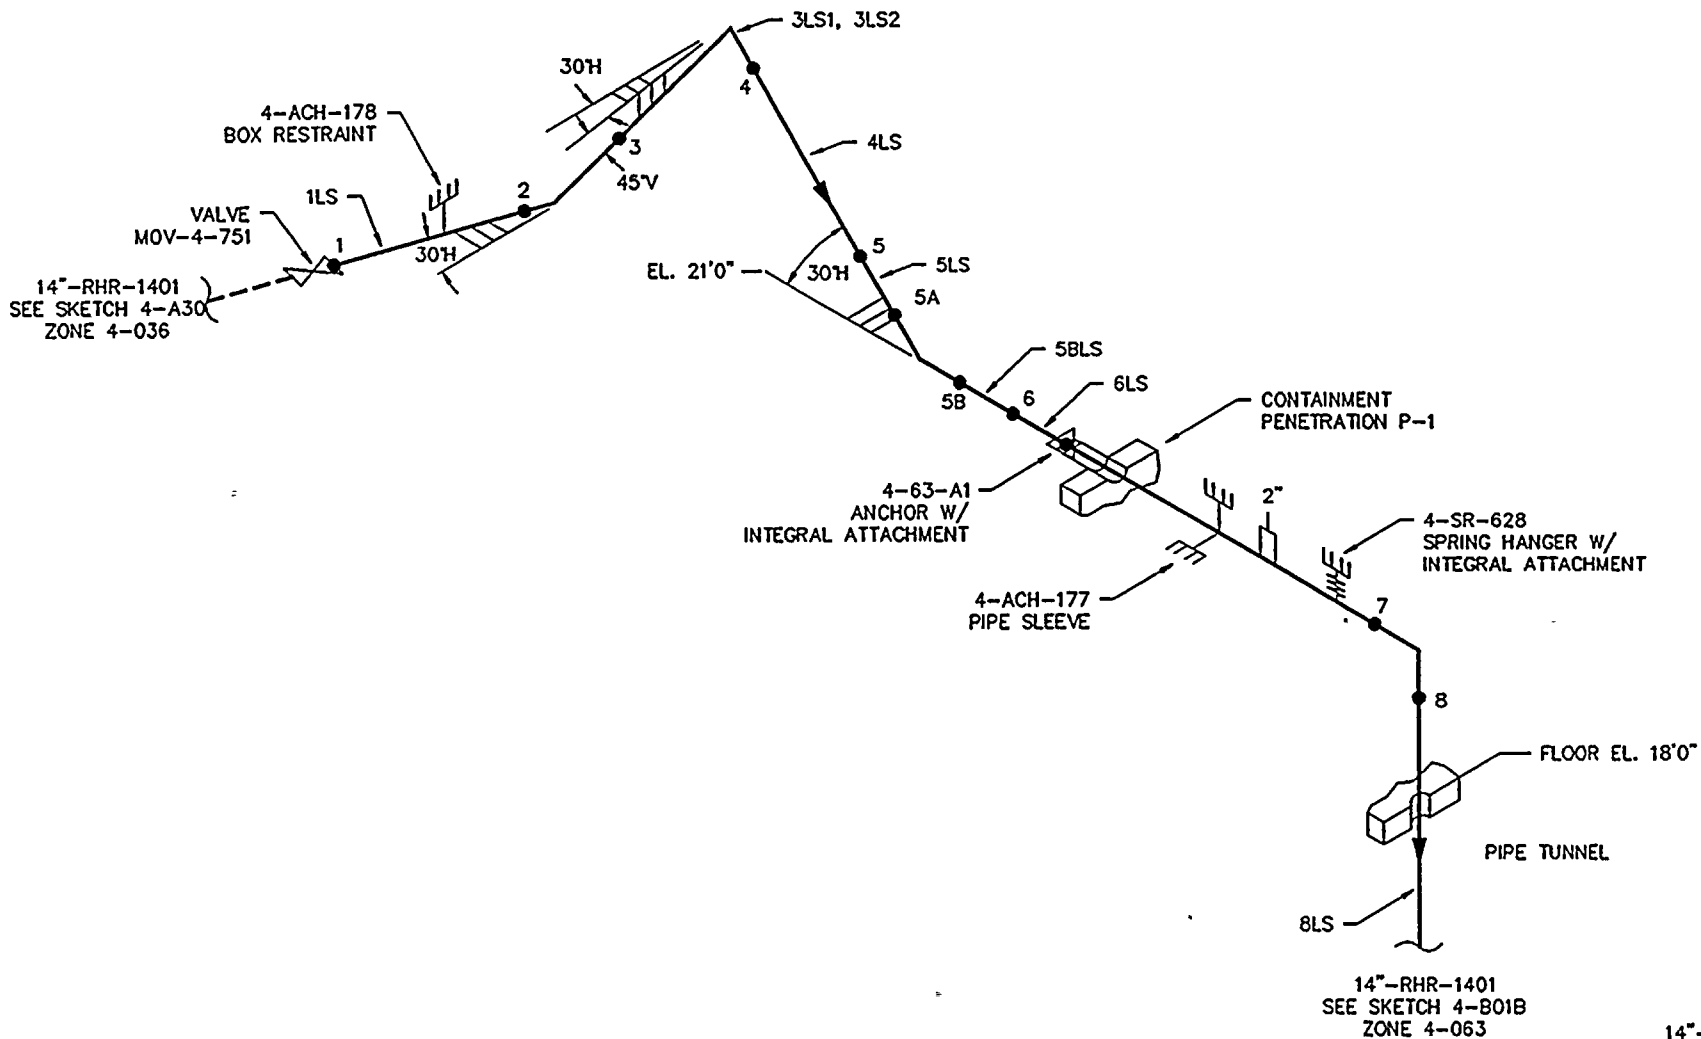 3LS1, 3LS2
30'H
4
4-ACH-178
BOX RESTRAINT
3
4LS
45°V
1LS
2
VALVE
MOV-4-751
1
30'H
14"-RHR-1401
SEE SKETCH 4-A30
ZONE 4-036
5
EL. 21'0"
30'H
5LS
5A
5BLS
5B
6
6LS
CONTAINMENT
PENETRATION P-1
4-63-A1
ANCHOR W/
INTEGRAL ATTACHMENT
2"
4-SR-628
SPRING HANGER W/
INTEGRAL ATTACHMENT
4-ACH-177
PIPE SLEEVE
7
8
FLOOR EL. 18'0"
PIPE TUNNEL
8LS
14"-RHR-1401
SEE SKETCH 4-B01B
ZONE 4-063
14"-